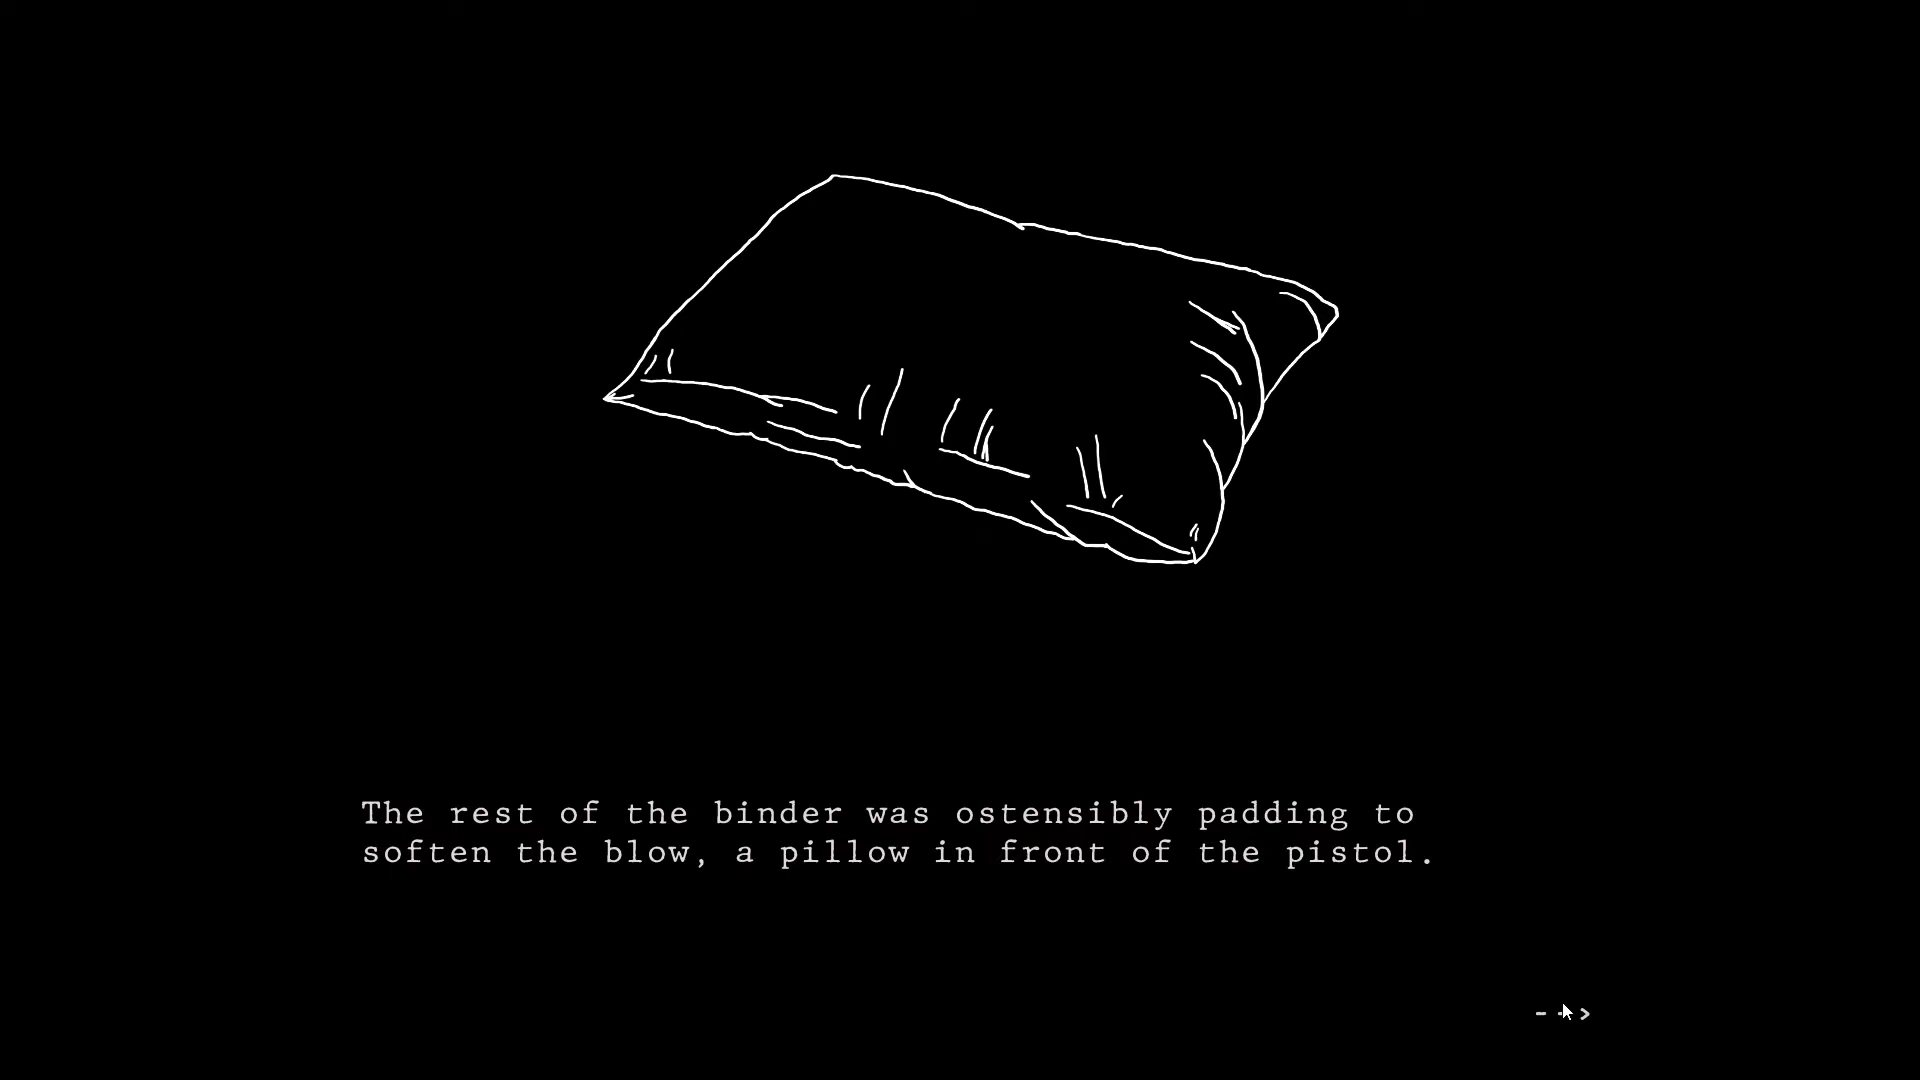 The rest of the binder was ostensibly padding to
soften the blow, a pillow in front of the pistol.
-->